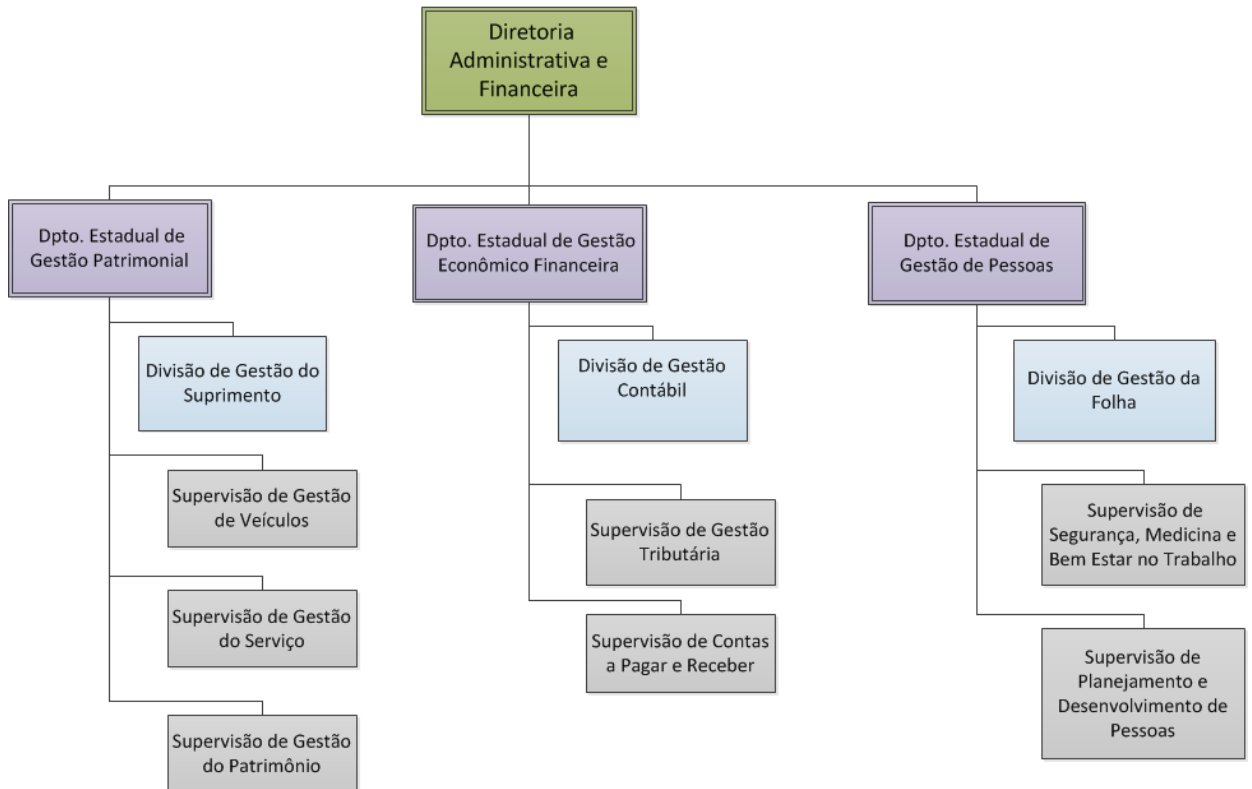 Diretoria
Administrativa e
Financeira
Dpto. Estadual de
Gestão Patrimonial
Dpto. Estadual de Gestão
Econômico Financeira
Dpto. Estadual de
Gestão de Pessoas
Divisão de Gestão do
Suprimento
Divisão de Gestão
Contábil
Divisão de Gestão da
Folha
Supervisão de Gestão
de Veículos
Supervisão de Gestão
Tributária
Supervisão de
Segurança, Medicina e
Bem Estar no Trabalho
Supervisão de Gestão
do Serviço
Supervisão de Contas
a Pagar e Receber
Supervisão de
Planejamento e
Desenvolvimento de
Pessoas
Supervisão de Gestão
do Patrimônio